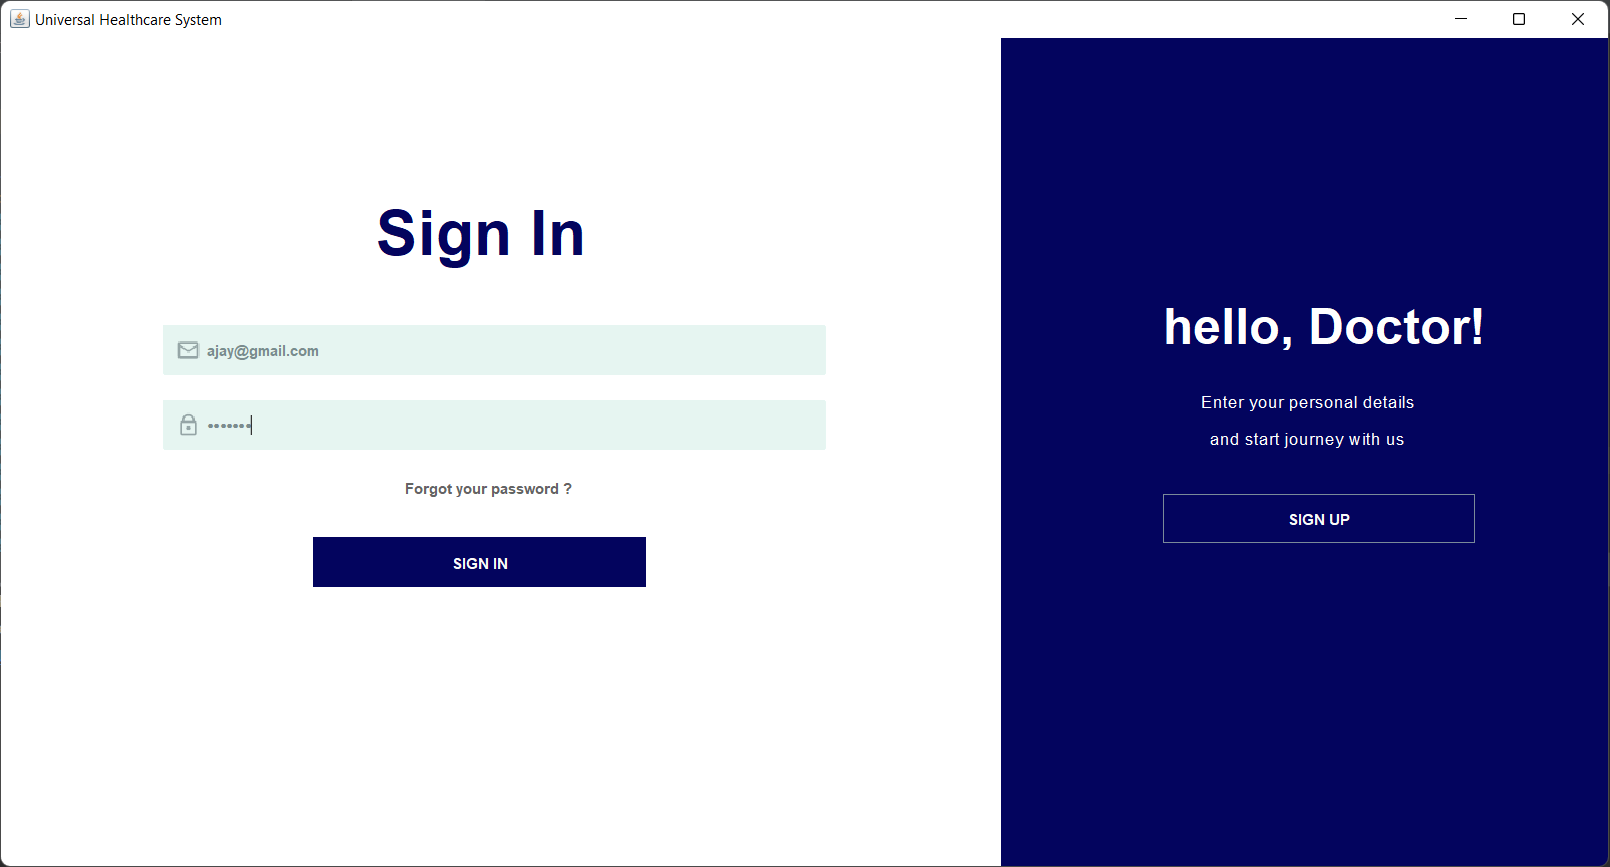 Universal Healthcare System
Sign In
ajay@gmail.com
•••••••
Forgot your password ?
SIGN IN
hello, Doctor!
Enter your personal details
and start journey with us
SIGN UP